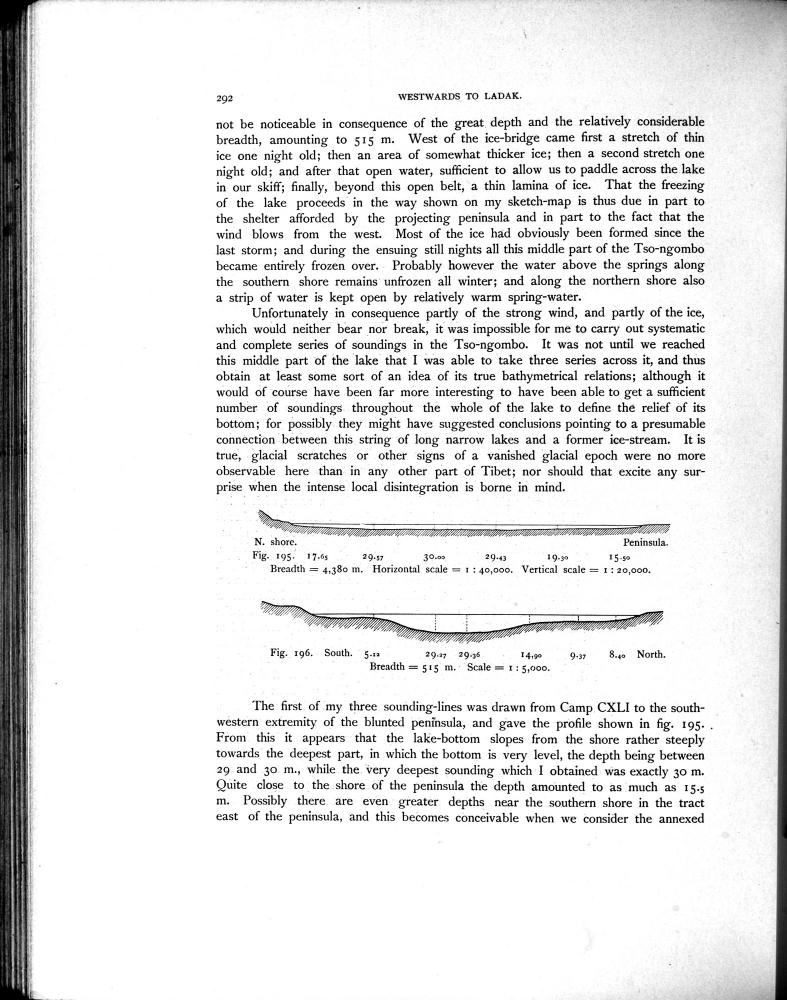 292
WESTWARDS TO LADAK.
not be noticeable in consequence of the great depth and the relatively considerable
breadth, amounting to 515 m. West of the ice-bridge came first a stretch of thin
ice one night old; then an area of somewhat thicker ice; then a second stretch one
night old; and after that open water, sufficient to allow us to paddle across the lake
in our skiff; finally, beyond this open belt, a thin lamina of ice. That the freezing
of the lake proceeds in the way shown on my sketch-map is thus due in part to
the shelter afforded by the projecting peninsula and in part to the fact that the
wind blows from the west. Most of the ice had obviously been formed since the
last storm; and during the ensuing still nights all this middle part of the Tso-ngombo
became entirely frozen over. Probably however the water above the springs along
the southern shore remains unfrozen all winter; and along the northern shore also
a strip of water is kept open by relatively warm spring-water.
Unfortunately in consequence partly of the strong wind, and partly of the ice,
which would neither bear nor break, it was impossible for me to carry out systematic
and complete series of soundings in the Tso-ngombo. It was not until we reached
this middle part of the lake that I was able to take three series across it, and thus
obtain at least some sort of an idea of its true bathymetrical relations; although it
would of course have been far more interesting to have been able to get a sufficient
number of soundings throughout the whole of the lake to define the relief of its
bottom; for possibly they might have suggested conclusions pointing to a presumable
connection between this string of long narrow lakes and a former ice-stream. It is
true, glacial scratches or other signs of a vanished glacial epoch were no more
observable here than in any other part of Tibet; nor should that excite any sur-
prise when the intense local disintegration is borne in mind.
N. shore. Peninsula.
Fig. 195. 17.65 29.57 30.00 29.43 19.30 15.50
Breadth = 4,380 m. Horizontal scale = 1 : 40,000. Vertical scale = 1 : 20,000.
Fig. 196. South. 5.12 29.27 29.36 14,90 9.37 8.40 North.
Breadth = 515 m. Scale = 1 : 5,000.
The first of my three sounding-lines was drawn from Camp CXLI to the south-
western extremity of the blunted peninsula, and gave the profile shown in fig. 195.
From this it appears that the lake-bottom slopes from the shore rather steeply
towards the deepest part, in which the bottom is very level, the depth being between
29 and 30 m., while the very deepest sounding which I obtained was exactly 30 m.
Quite close to the shore of the peninsula the depth amounted to as much as 15.5
m. Possibly there are even greater depths near the southern shore in the tract
east of the peninsula, and this becomes conceivable when we consider the annexed